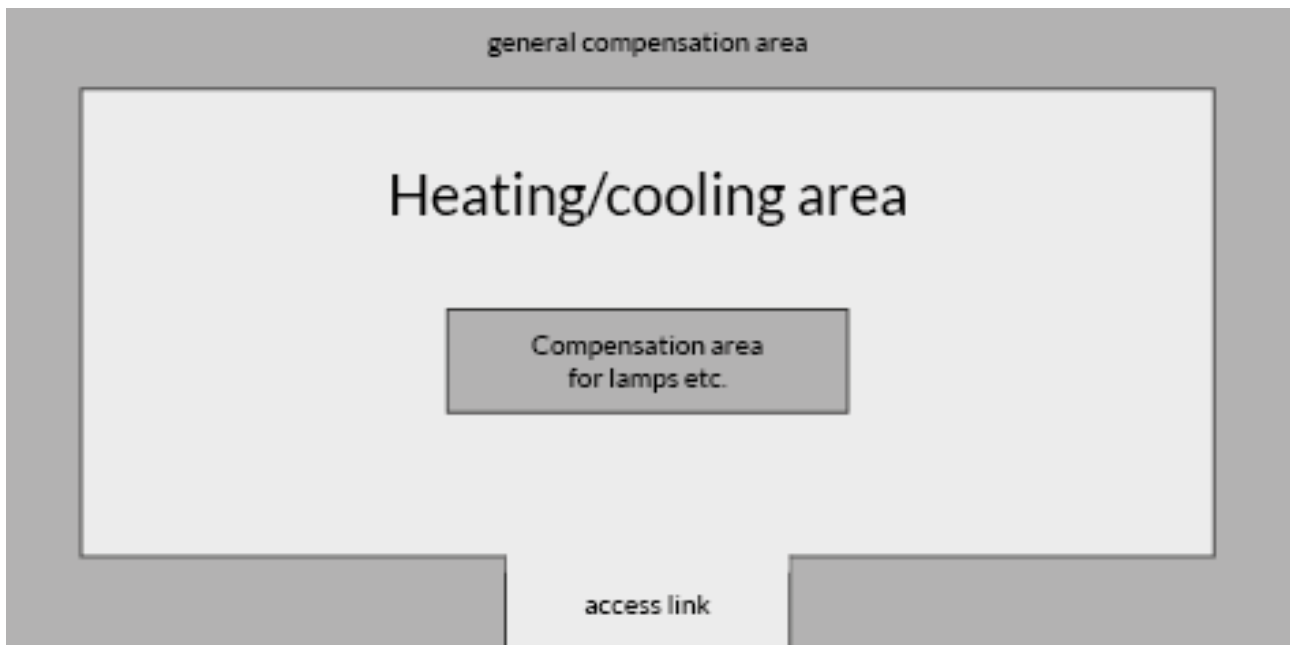 general compensation area
Heating/cooling area
Compensation area
for lamps etc.
access link